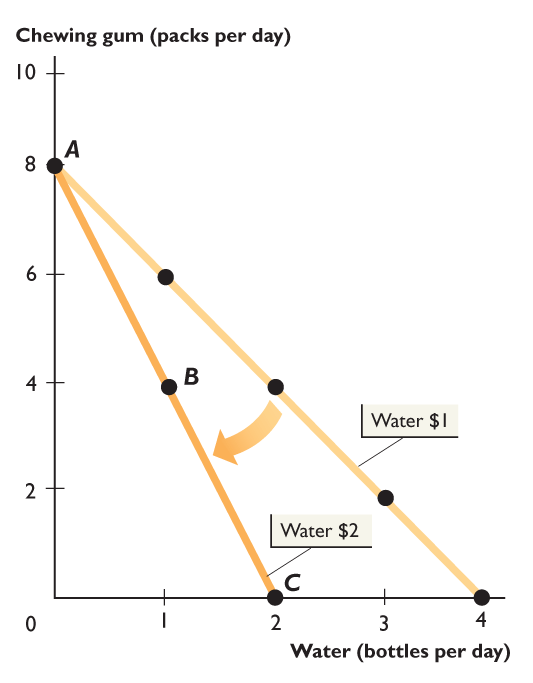 Chewing gum (packs per day)
10
8
A
6
4
B
Water $1
2
Water $2
C
0
1
2
3
4
Water (bottles per day)